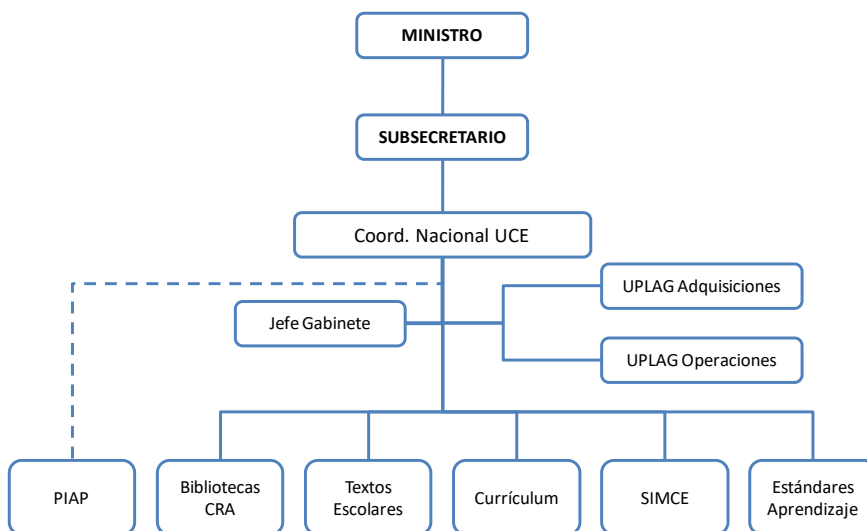 MINISTRO
SUBSECRETARIO
Coord. Nacional UCE
UPLAG Adquisiciones
Jefe Gabinete
UPLAG Operaciones
PIAP
Bibliotecas
CRA
Textos
Escolares
Currículum
SIMCE
Estándares
Aprendizaje